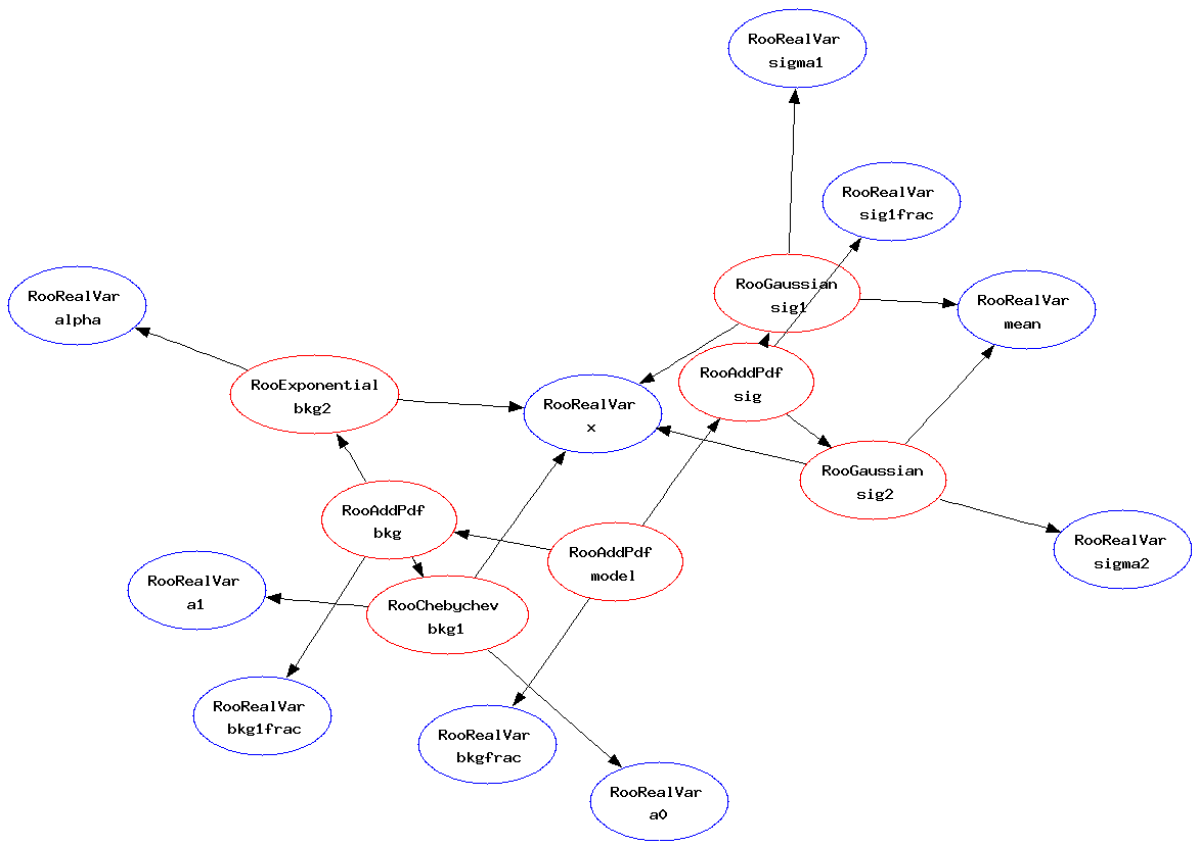 RooRealVar
sigma1
RooRealVar
sig1frac
RooGaussian
sig1
RooRealVar
mean
RooRealVar
alpha
RooAddPdf
sig
RooExponential
bkg2
RooRealVar
x
RooGaussian
sig2
RooAddPdf
bkg
RooRealVar
sigma2
RooAddPdf
model
RooRealVar
a1
RooChebychev
bkg1
RooRealVar
bkg1frac
RooRealVar
bkgfrac
RooRealVar
a0